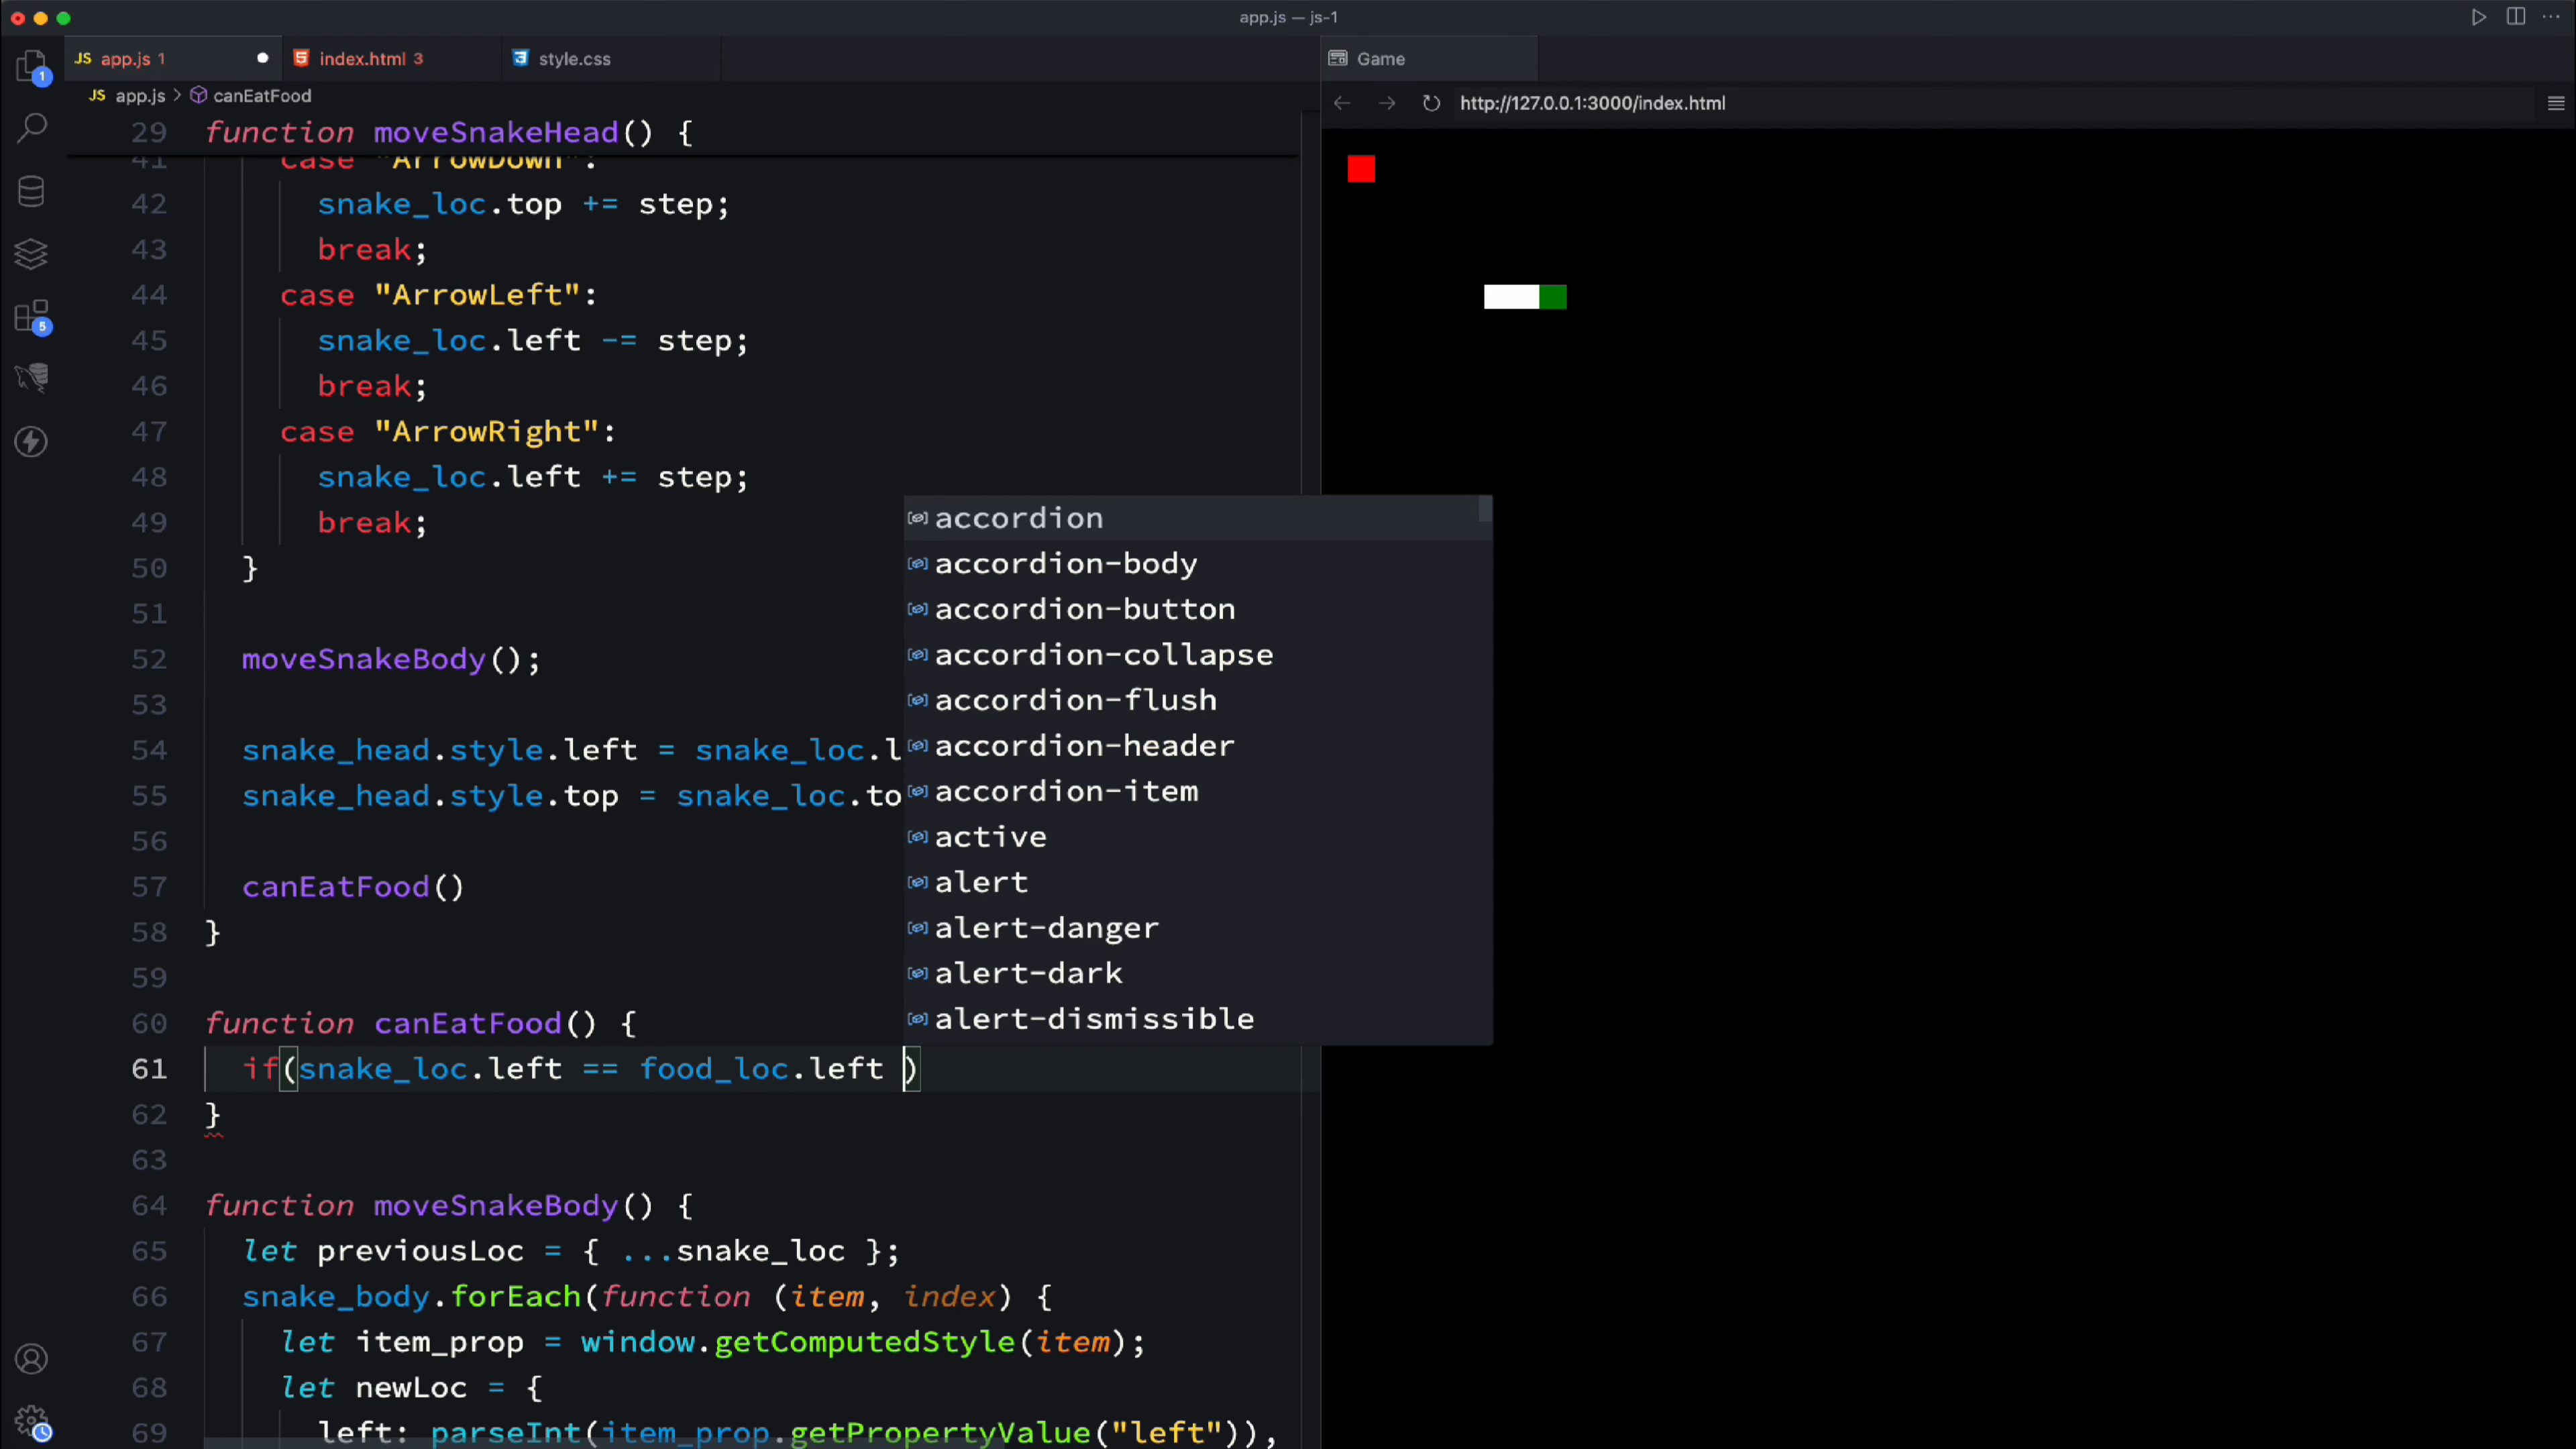 app.js — js-1
JS app.js 1
index.html 3
style.css
Game
JS app.js > canEatFood
http://127.0.0.1:3000/index.html
1
5
29 function moveSnakeHead() {
41 case "ArrowDown":
42 snake_loc.top += step;
43 break;
44 case "ArrowLeft":
45 snake_loc.left -= step;
46 break;
47 case "ArrowRight":
48 snake_loc.left += step;
49 break;
50 }
51
52 moveSnakeBody();
53
54 snake_head.style.left = snake_loc.l
55 snake_head.style.top = snake_loc.to
56
57 canEatFood()
58 }
59
60 function canEatFood() {
61 if(snake_loc.left == food_loc.left )
62 }
63
64 function moveSnakeBody() {
65 let previousLoc = { ...snake_loc };
66 snake_body.forEach(function (item, index) {
67 let item_prop = window.getComputedStyle(item);
68 let newLoc = {
69 left: parseInt(item_prop.getPropertyValue("left")),
accordion
accordion-body
accordion-button
accordion-collapse
accordion-flush
accordion-header
accordion-item
active
alert
alert-danger
alert-dark
alert-dismissible